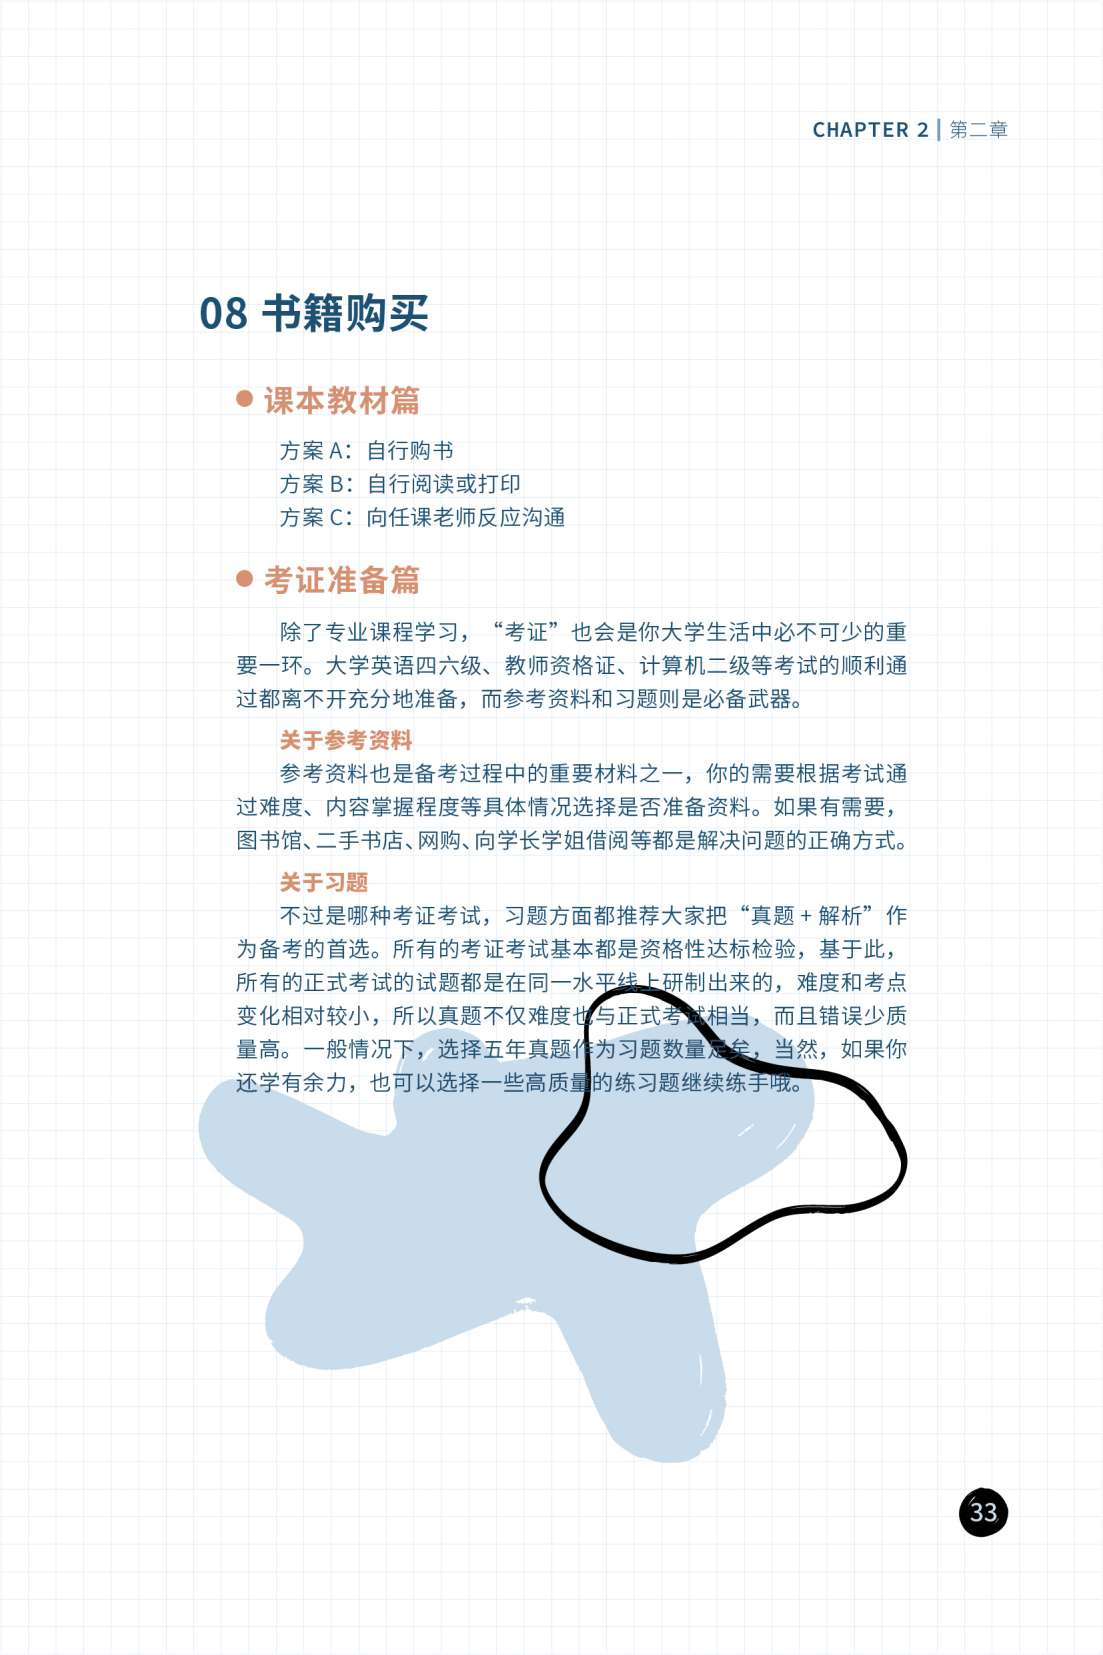 CHAPTER 2 | 第二章
08 书籍购买
● 课本教材篇
方案 A：自行购书
方案 B：自行阅读或打印
方案 C：向任课老师反应沟通
● 考证准备篇
除了专业课程学习，“考证”也会是你大学生活中必不可少的重
要一环。大学英语四六级、教师资格证、计算机二级等考试的顺利通
过都离不开充分地准备，而参考资料和习题则是必备武器。
关于参考资料
参考资料也是备考过程中的重要材料之一，你的需要根据考试通
过难度、内容掌握程度等具体情况选择是否准备资料。如果有需要，
图书馆、二手书店、网购、向学长学姐借阅等都是解决问题的正确方式。
关于习题
不过是哪种考证考试，习题方面都推荐大家把“真题 + 解析”作
为备考的首选。所有的考证考试基本都是资格性达标检验，基于此，
所有的正式考试的试题都是在同一水平线上研制出来的，难度和考点
变化相对较小，所以真题不仅难度也与正式考试相当，而且错误少质
量高。一般情况下，选择五年真题作为习题数量足矣，当然，如果你
还学有余力，也可以选择一些高质量的练习题继续练手哦。
33